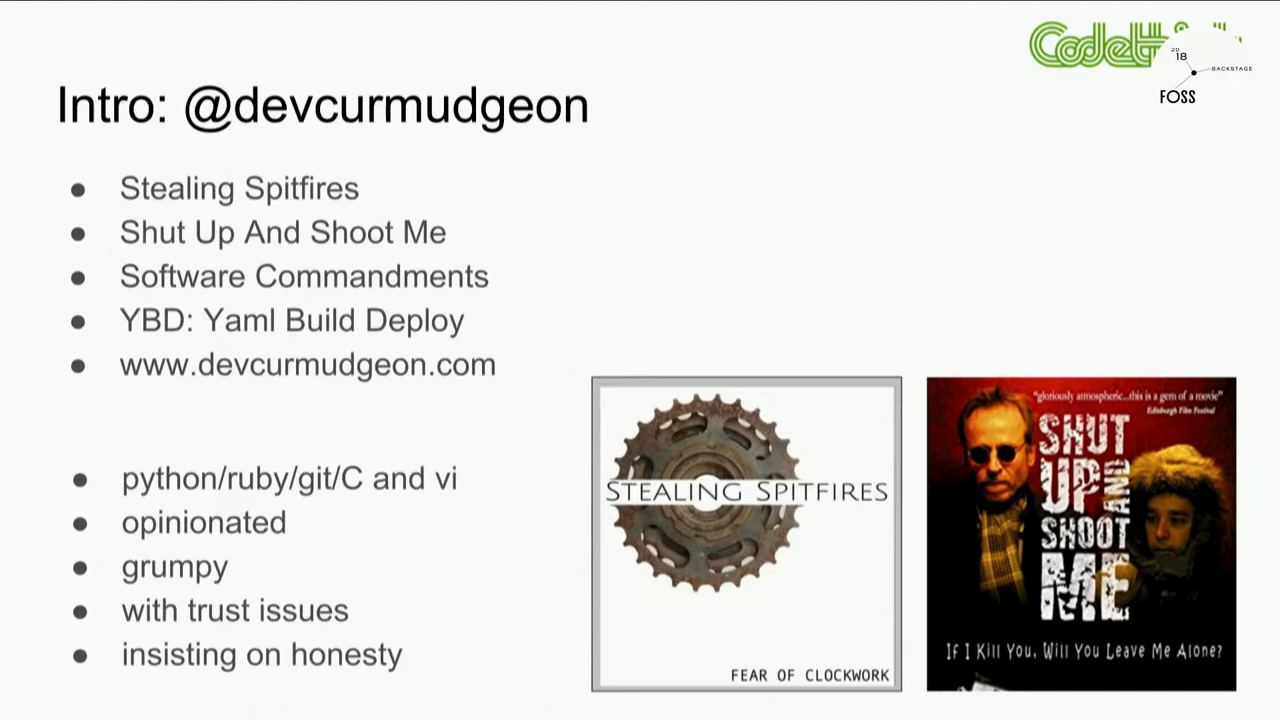 20
18
BACKSTAGE
FOSS
Intro: @devcurmudgeon
● Stealing Spitfires
● Shut Up And Shoot Me
● Software Commandments
● YBD: Yaml Build Deploy
● www.devcurmudgeon.com
● python/ruby/git/C and vi
● opinionated
● grumpy
● with trust issues
● insisting on honesty
STEALING SPITFIRES
FEAR OF CLOCKWORK
"gloriously atmospheric...this is a gem of a movie"
Edinburgh Film Festival
SHUT
UP AND
SHOOT
ME
If I Kill You, Will You Leave Me Alone?